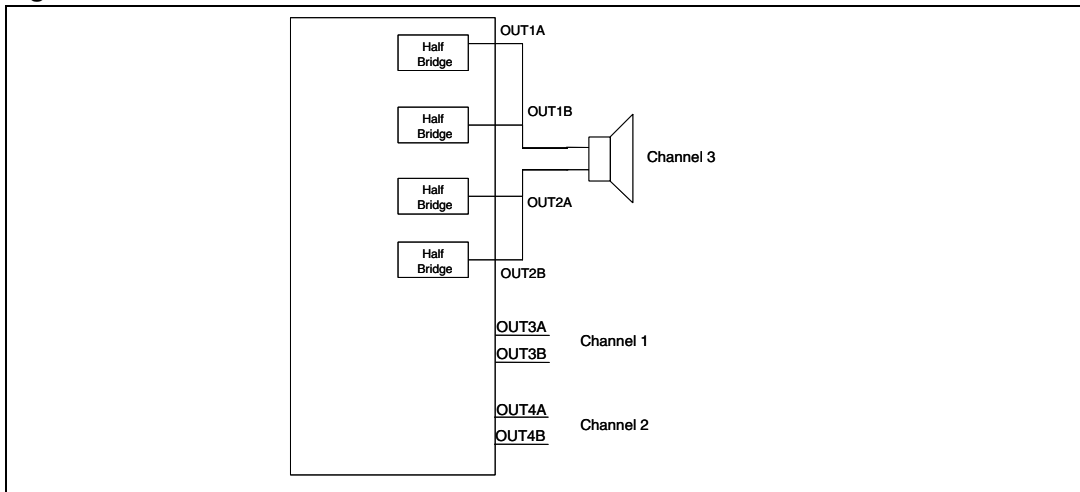 OUT1A
Half
Bridge
OUT1B
Half
Bridge
Channel 3
Half
Bridge
OUT2A
Half
Bridge
OUT2B
OUT3A
Channel 1
OUT3B
OUT4A
Channel 2
OUT4B